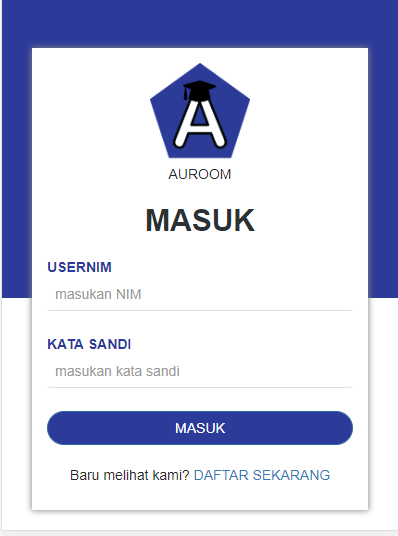 A
AUROOM
MASUK
USERNIM
masukan NIM
KATA SANDI
masukan kata sandi
MASUK
Baru melihat kami? DAFTAR SEKARANG